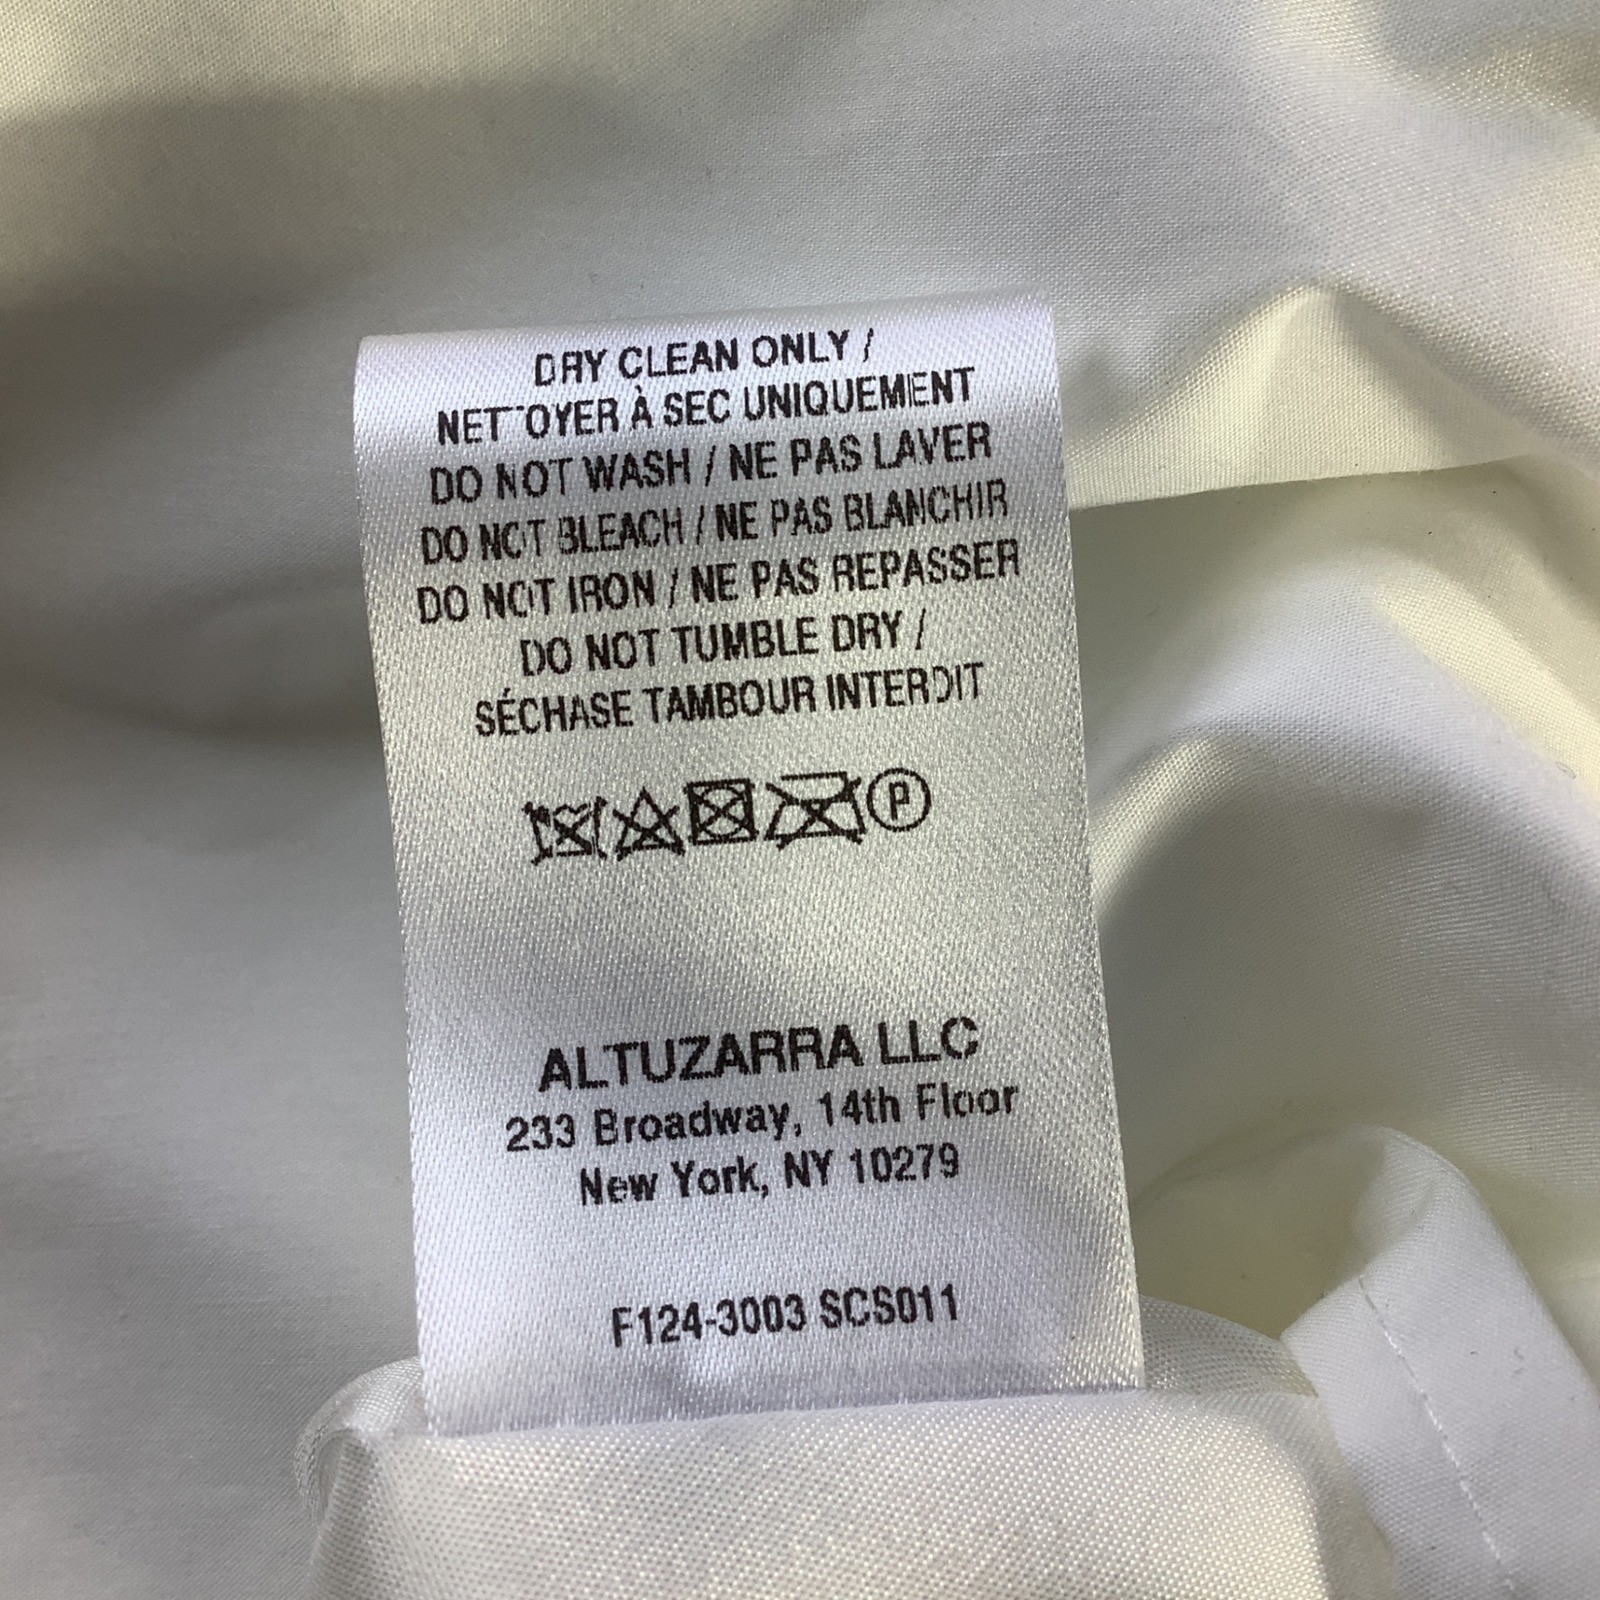 DRY CLEAN ONLY /
NETTOYER À SEC UNIQUEMENT
DO NOT WASH / NE PAS LAVER
DO NOT BLEACH / NE PAS BLANCHIR
DO NOT IRON / NE PAS REPASSER
DO NOT TUMBLE DRY /
SÉCHASE TAMBOUR INTERDIT
P
ALTUZARRA LLC
233 Broadway, 14th Floor
New York, NY 10279
F124-3003 SCS011